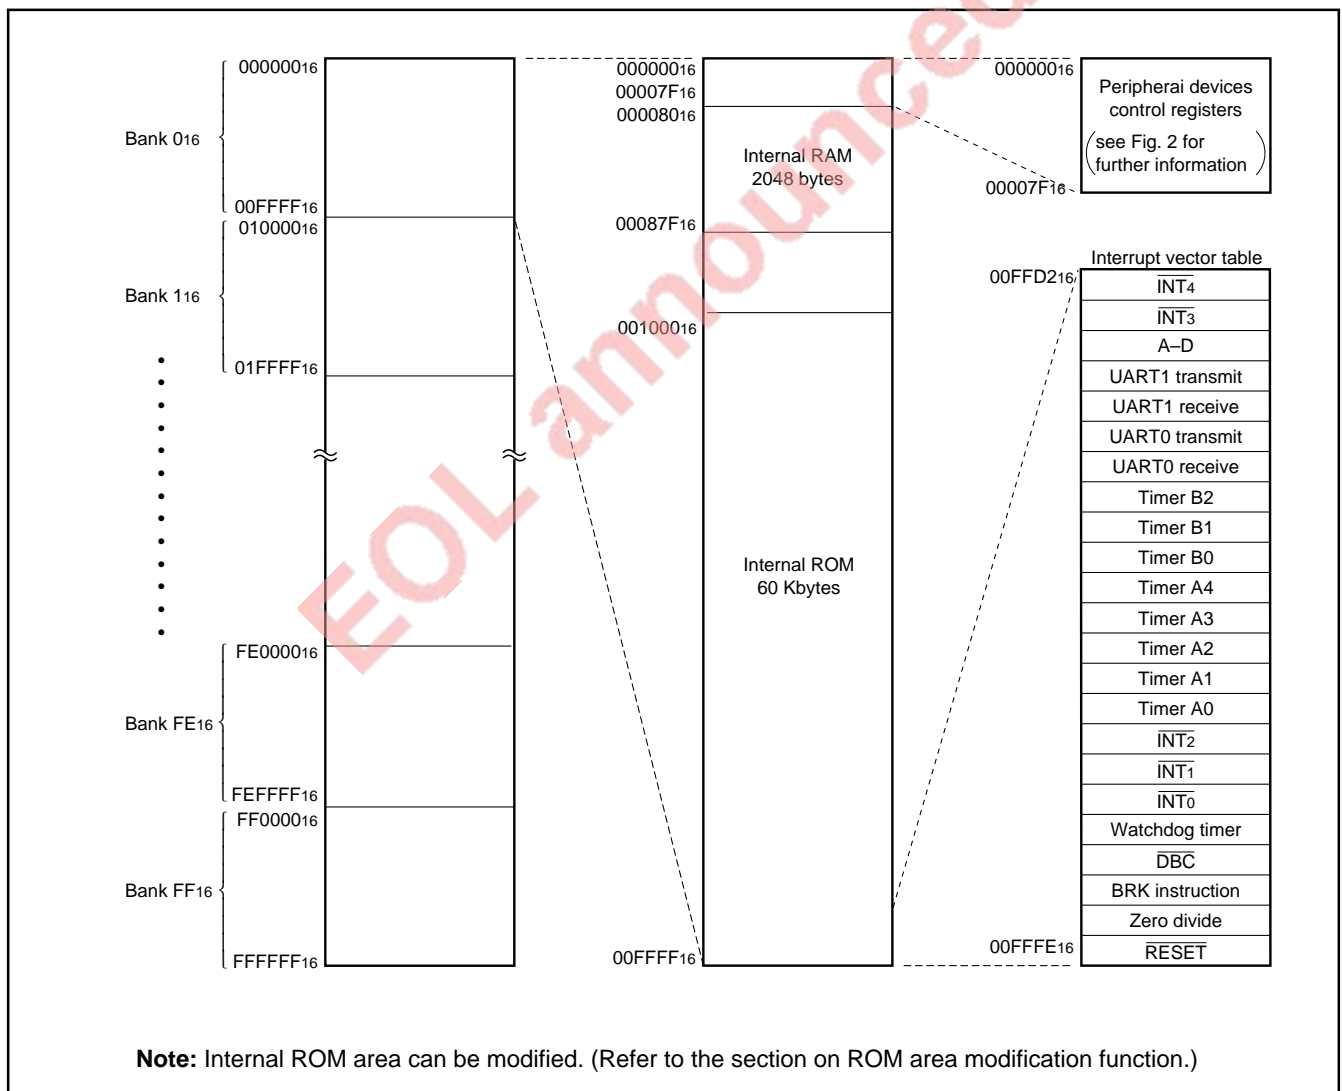 000000₁₆
Bank 0₁₆
00FFFF₁₆
010000₁₆
Bank 1₁₆
01FFFF₁₆
FE0000₁₆
Bank FE₁₆
FEFFFF₁₆
FF0000₁₆
Bank FF₁₆
FFFFFF₁₆
000000₁₆
00007F₁₆
000080₁₆
Internal RAM
2048 bytes
00087F₁₆
001000₁₆
Internal ROM
60 Kbytes
00FFFF₁₆
000000₁₆
Peripherai devices
control registers
(see Fig. 2 for
further information)
00007F₁₆
Interrupt vector table
00FFD2₁₆
INT₄
INT₃
A–D
UART1 transmit
UART1 receive
UART0 transmit
UART0 receive
Timer B2
Timer B1
Timer B0
Timer A4
Timer A3
Timer A2
Timer A1
Timer A0
INT₂
INT₁
INT₀
Watchdog timer
DBC
BRK instruction
Zero divide
00FFFE₁₆
RESET
EOL announced
Note: Internal ROM area can be modified. (Refer to the section on ROM area modification function.)